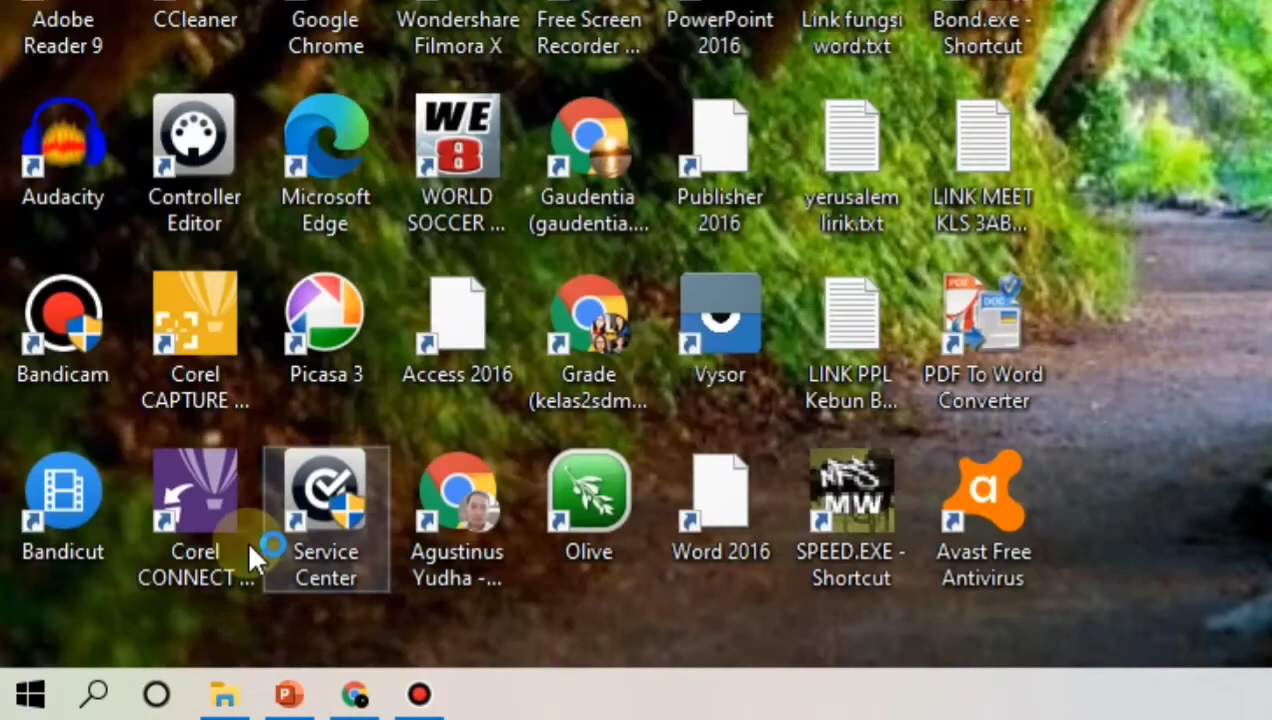 Adobe
Reader 9
CCleaner
Google
Chrome
Wondershare
Filmora X
Free Screen
Recorder ...
PowerPoint
2016
Link fungsi
word.txt
Bond.exe -
Shortcut
WE
8
Audacity
Controller
Editor
Microsoft
Edge
WORLD
SOCCER ...
Gaudentia
(gaudentia....
Publisher
2016
yerusalem
lirik.txt
LINK MEET
KLS 3AB...
PDF
DOC
Bandicam
Corel
CAPTURE ...
Picasa 3
Access 2016
Grade
(kelas2sdm...
Vysor
LINK PPL
Kebun B...
PDF To Word
Converter
NFS
MW
a
Bandicut
Corel
CONNECT ...
Service
Center
Agustinus
Yudha -...
Olive
Word 2016
SPEED.EXE -
Shortcut
Avast Free
Antivirus
P